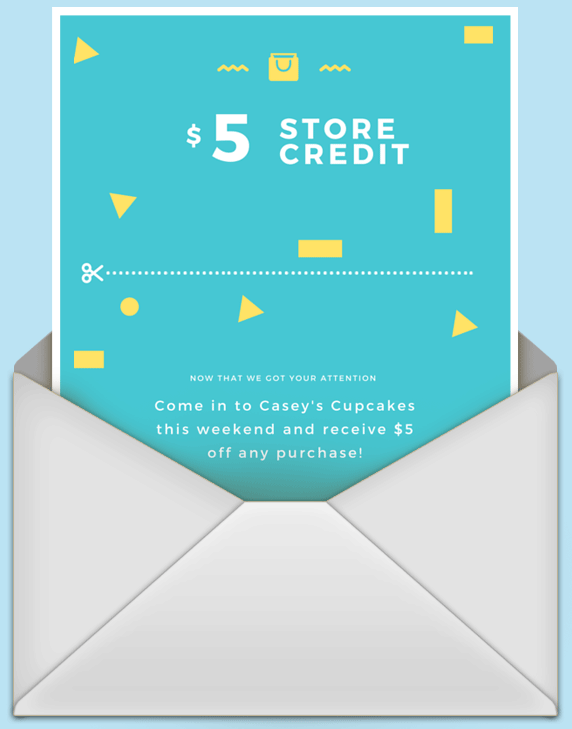 $5 STORE
CREDIT
NOW THAT WE GOT YOUR ATTENTION
Come in to Casey's Cupcakes
this weekend and receive $5
off any purchase!